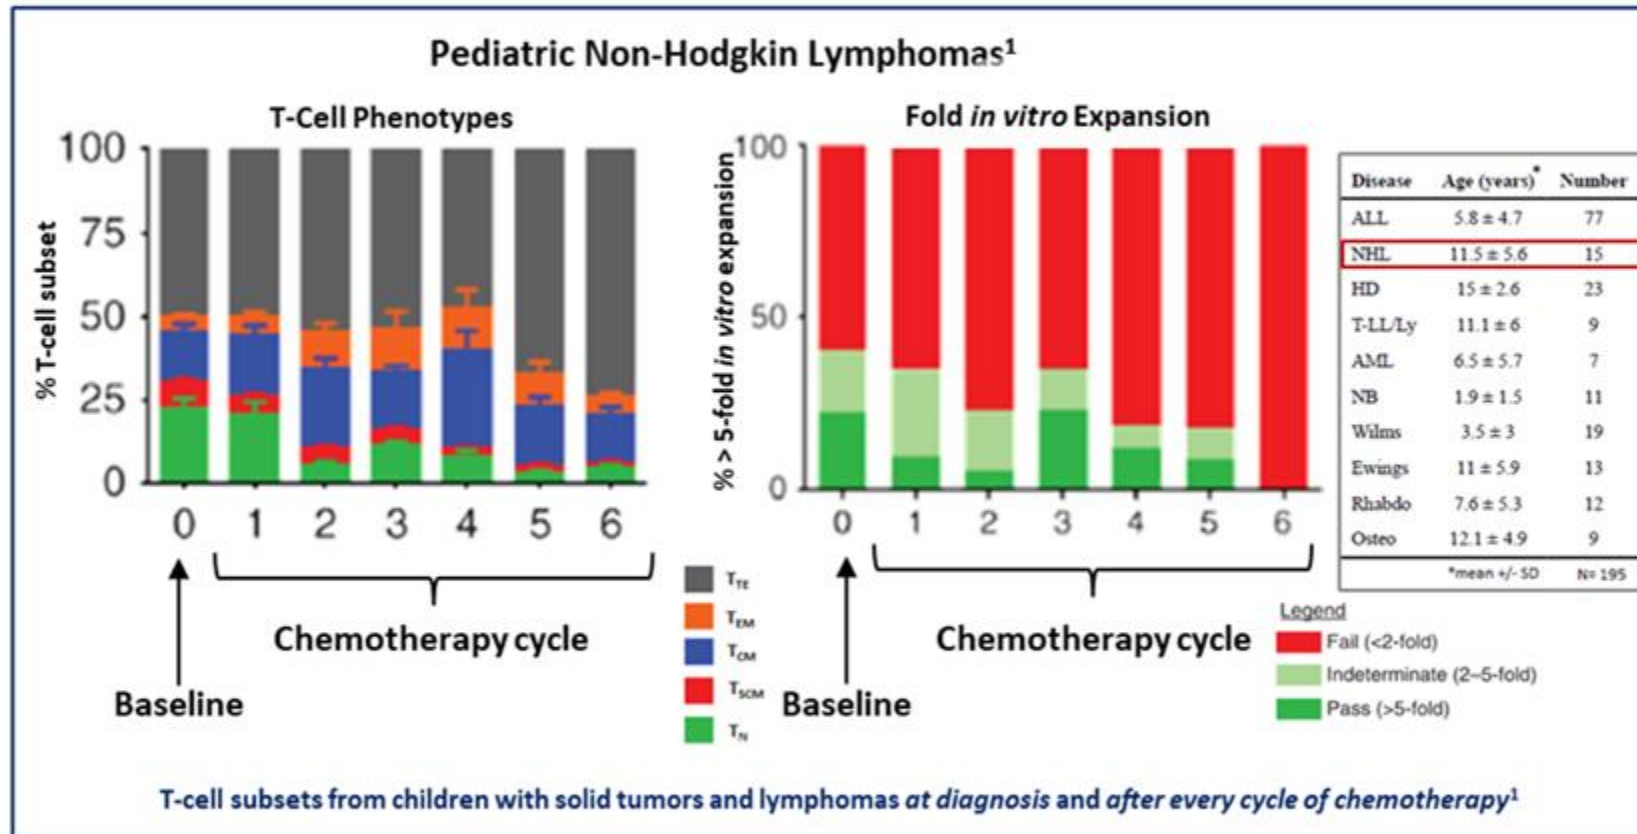 Pediatric Non-Hodgkin Lymphomas¹
T-Cell Phenotypes
% T-cell subset
100
75
50
25
0
0 1 2 3 4 5 6
Baseline
Chemotherapy cycle
T_TE
T_EM
T_CM
T_SCM
T_N
Fold in vitro Expansion
% > 5-fold in vitro expansion
100
50
0
0 1 2 3 4 5 6
Baseline
Chemotherapy cycle
Disease Age (years)* Number
ALL 5.8 ± 4.7 77
NHL 11.5 ± 5.6 15
HD 15 ± 2.6 23
T-LL/Ly 11.1 ± 6 9
AML 6.5 ± 5.7 7
NB 1.9 ± 1.5 11
Wilms 3.5 ± 3 19
Ewings 11 ± 5.9 13
Rhabdo 7.6 ± 5.3 12
Osteo 12.1 ± 4.9 9
*mean +/- SD N= 195
Legend
Fail (<2-fold)
Indeterminate (2–5-fold)
Pass (>5-fold)
T-cell subsets from children with solid tumors and lymphomas at diagnosis and after every cycle of chemotherapy¹